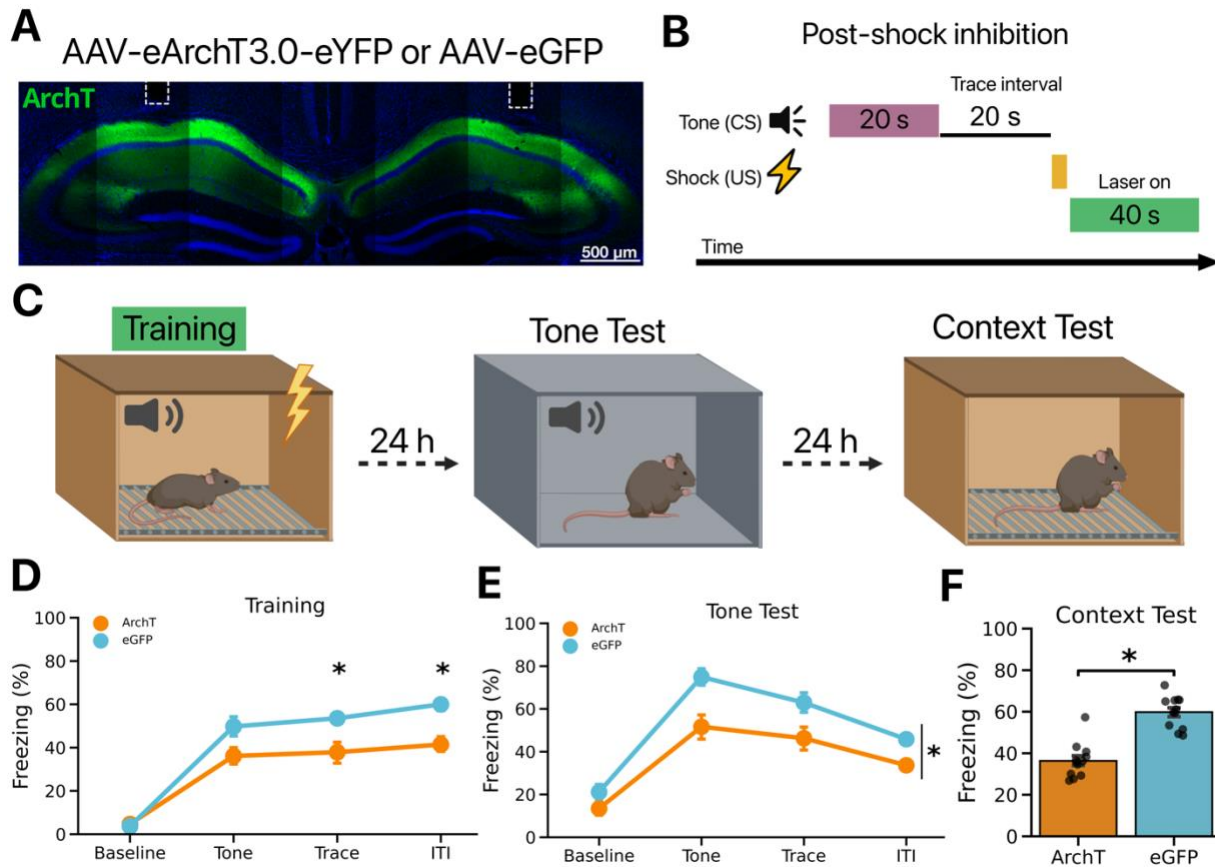 A
AAV-eArchT3.0-eYFP or AAV-eGFP
ArchT
500 µm
B
Post-shock inhibition
Trace interval
Tone (CS)
20 s
20 s
Shock (US)
Laser on
40 s
Time
C
Training
Tone Test
Context Test
24 h
24 h
D
Training
ArchT
eGFP
Freezing (%)
100
80
60
40
20
0
* *
Baseline Tone Trace ITI
E
Tone Test
ArchT
eGFP
Freezing (%)
100
80
60
40
20
0
*
Baseline Tone Trace ITI
F
Context Test
Freezing (%)
100
80
60
40
20
0
*
ArchT eGFP